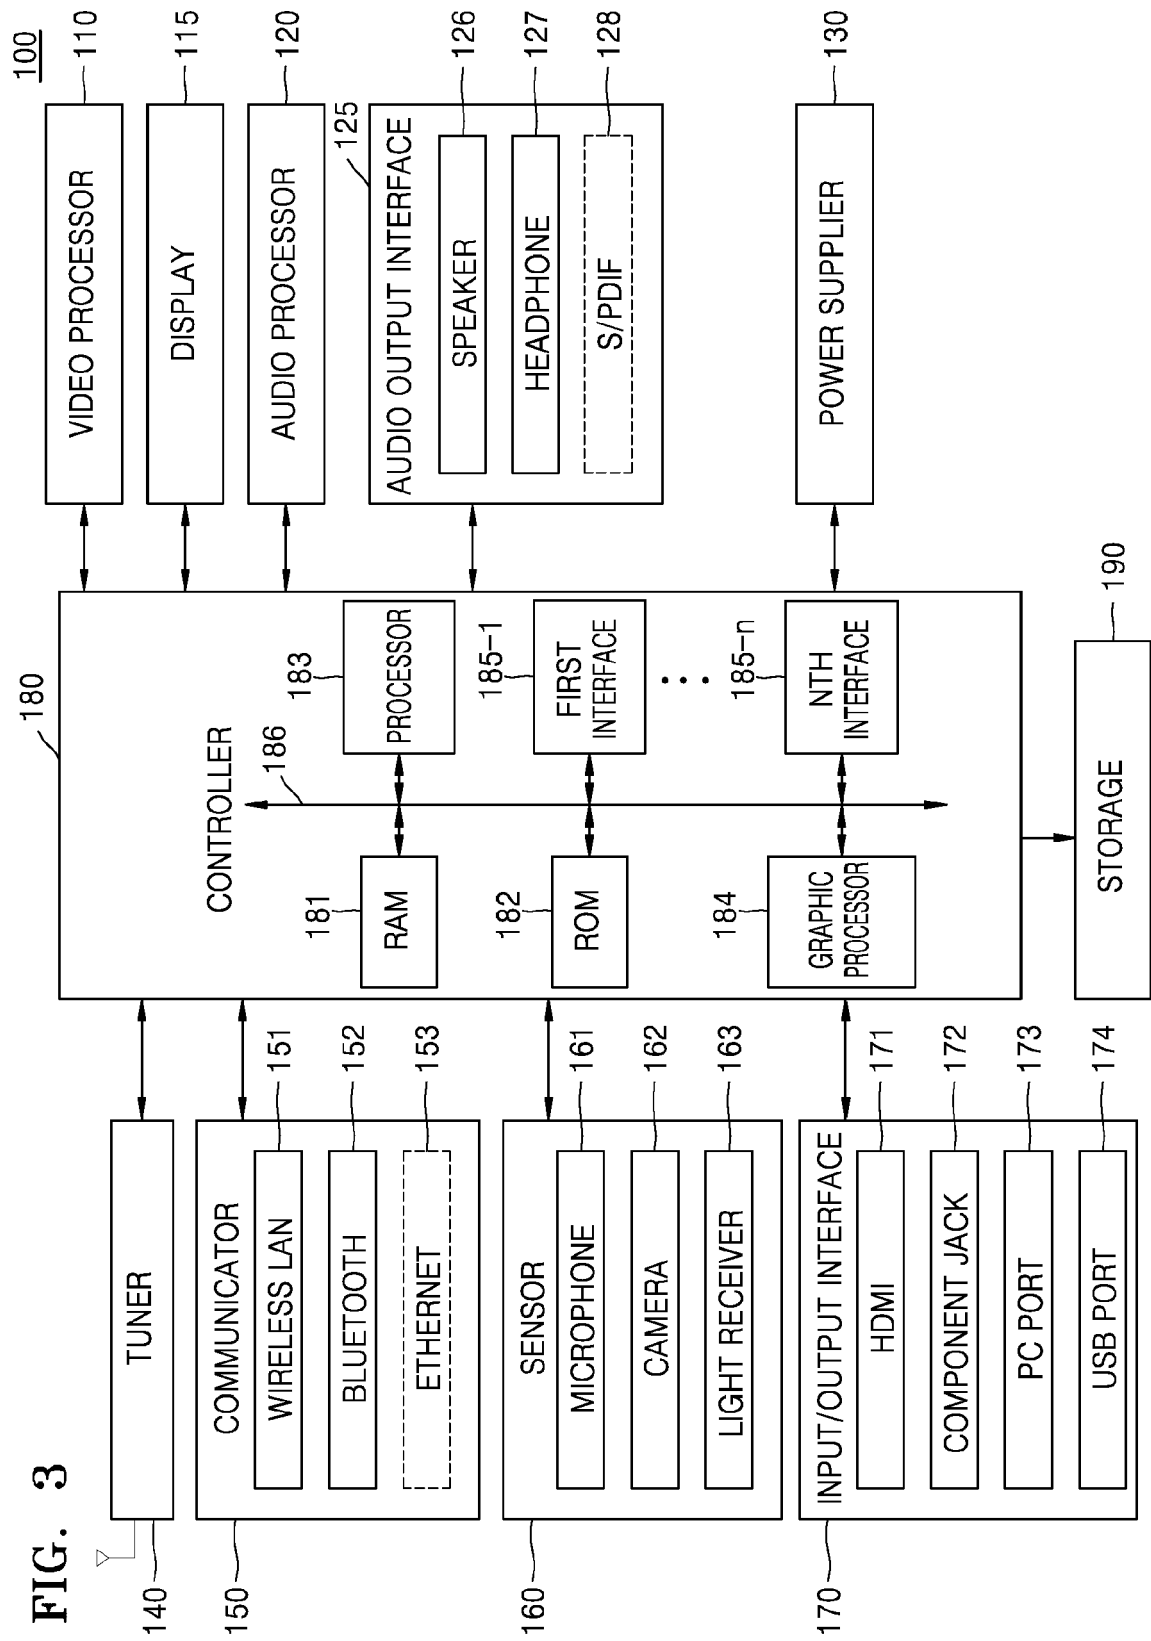 FIG. 3
100
140
TUNER
150
COMMUNICATOR
WIRELESS LAN
151
BLUETOOTH
152
ETHERNET
153
160
SENSOR
MICROPHONE
161
CAMERA
162
LIGHT RECEIVER
163
170
INPUT/OUTPUT INTERFACE
HDMI
171
COMPONENT JACK
172
PC PORT
173
USB PORT
174
180
CONTROLLER
186
181
RAM
183
PROCESSOR
182
ROM
185-1
FIRST
INTERFACE
184
GRAPHIC
PROCESSOR
185-n
NTH
INTERFACE
STORAGE
190
VIDEO PROCESSOR
110
DISPLAY
115
AUDIO PROCESSOR
120
125
AUDIO OUTPUT INTERFACE
SPEAKER
126
HEADPHONE
127
S/PDIF
128
POWER SUPPLIER
130